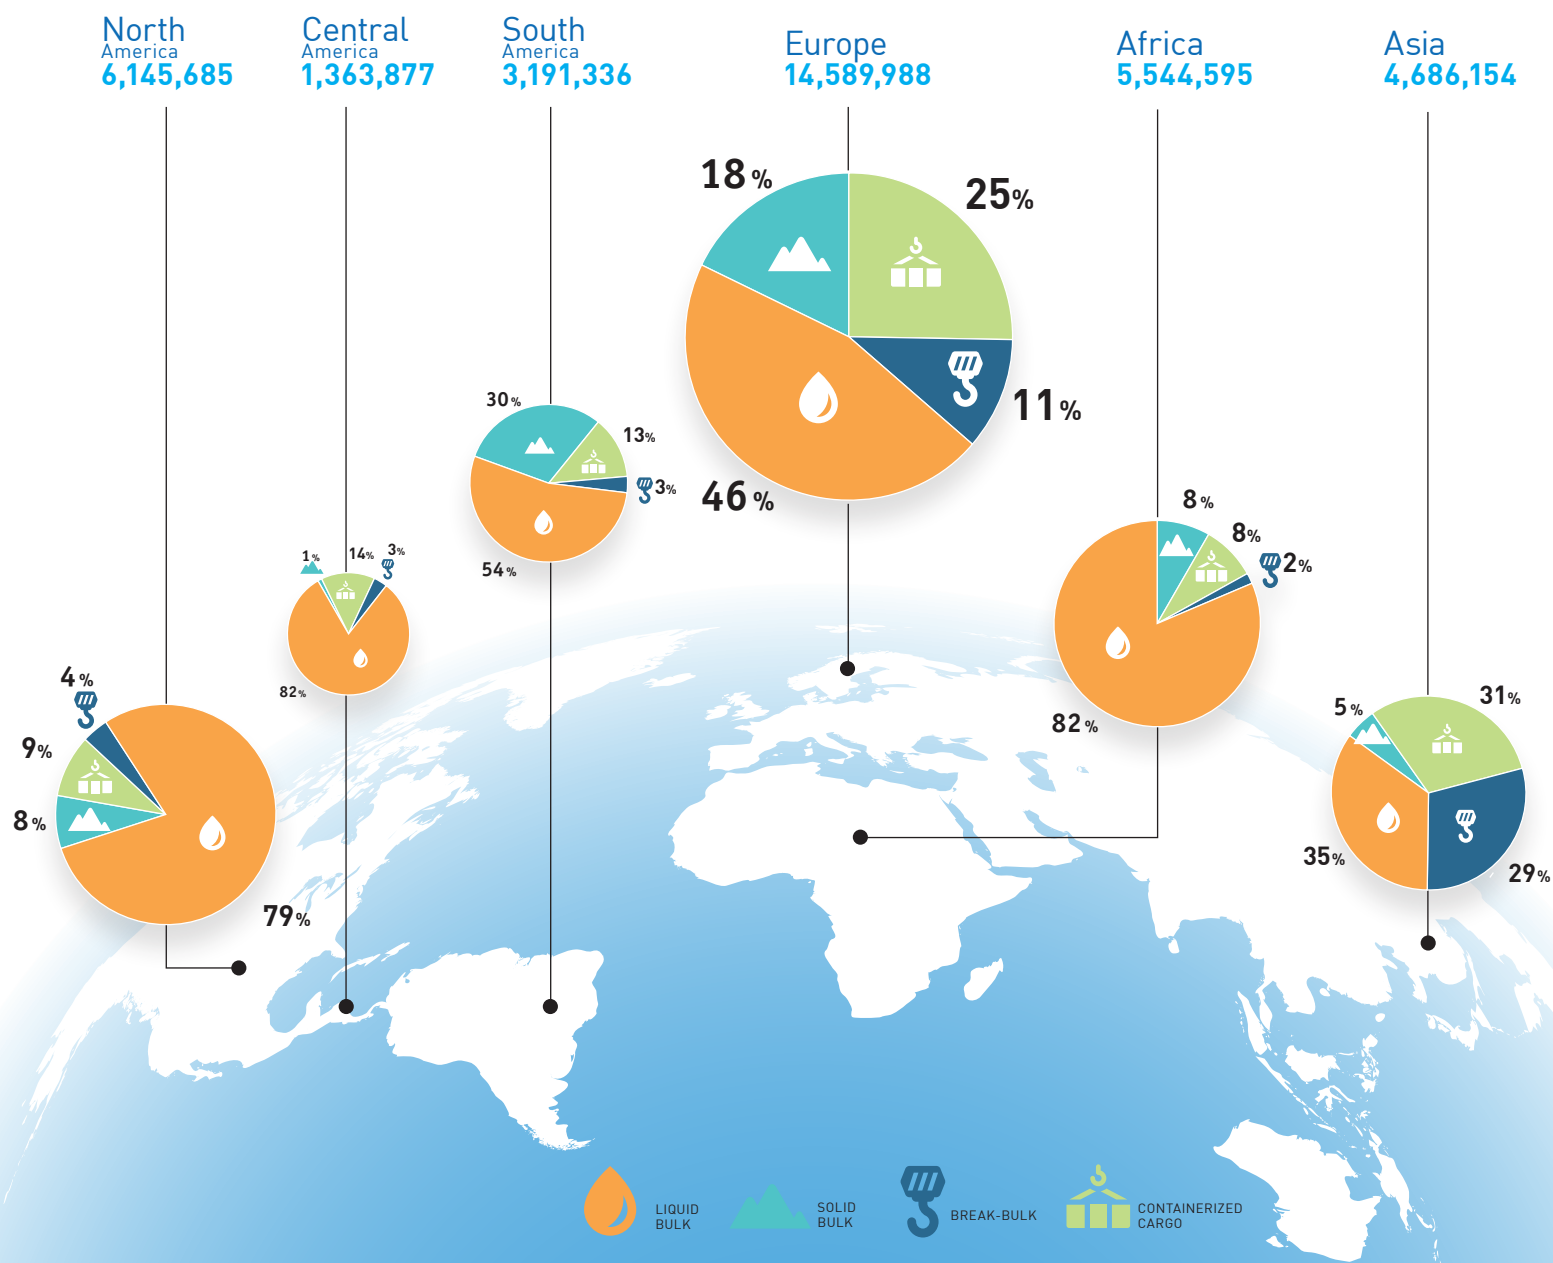 North
America
6,145,685
Central
America
1,363,877
South
America
3,191,336
Europe
14,589,988
Africa
5,544,595
Asia
4,686,154
18%
25%
11%
46%
30%
13%
3%
54%
8%
8%
2%
82%
1%
14%
3%
82%
4%
9%
8%
79%
5%
31%
35%
29%
LIQUID
BULK
SOLID
BULK
BREAK-BULK
CONTAINERIZED
CARGO